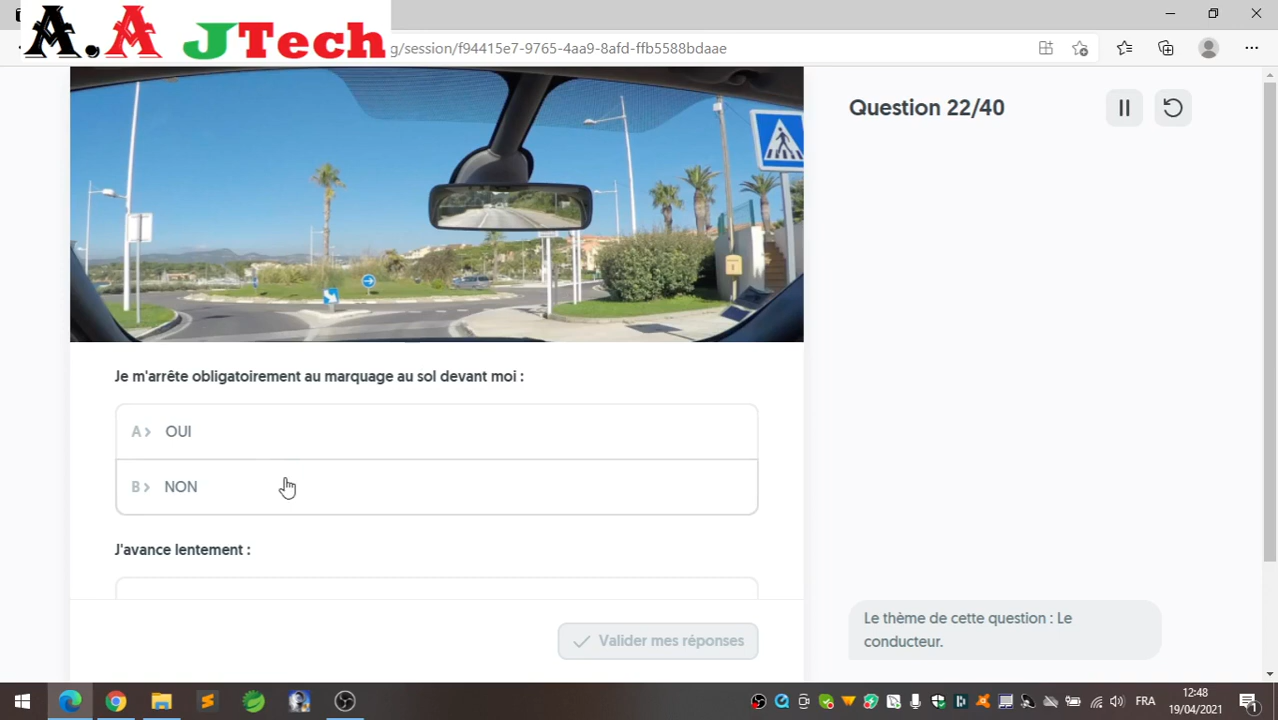 A.A JTech
g/session/f94415e7-9765-4aa9-8afd-ffb5588bdaae
Question 22/40
Je m'arrête obligatoirement au marquage au sol devant moi :
A > OUI
B > NON
J'avance lentement :
Valider mes réponses
Le thème de cette question : Le
conducteur.
FRA
12:48
19/04/2021
1